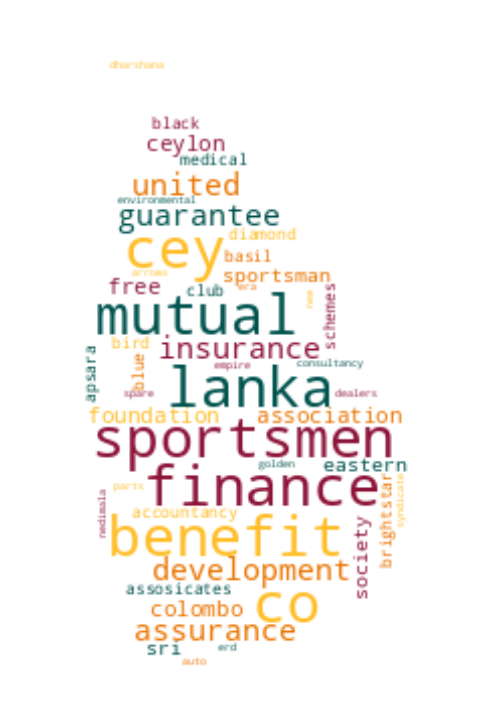 dharshana
black
ceylon
medical
united
environmental
guarantee
diamond
cey
basil
arrows
sportsman
free
club
era
new
schemes
mutual
bird
insurance
apsara
blue
empire
consultancy
lanka
spare
dealers
foundation
association
sportsmen
golden
eastern
finance
parts
brightstar
syndicate
nedimala
accountancy
benefit
society
development
assosicates
colombo
co
assurance
sri
erd
auto